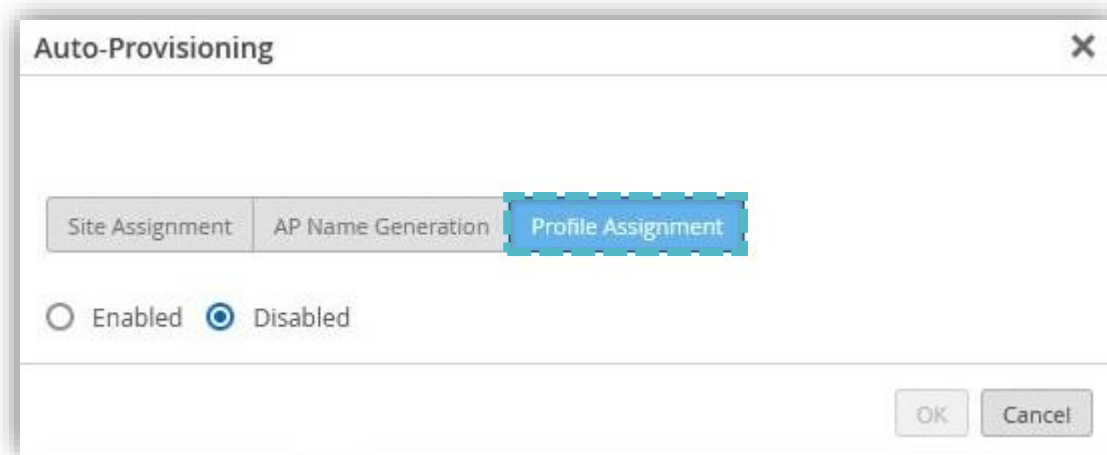 Auto-Provisioning
Site Assignment AP Name Generation Profile Assignment
Enabled Disabled
OK Cancel